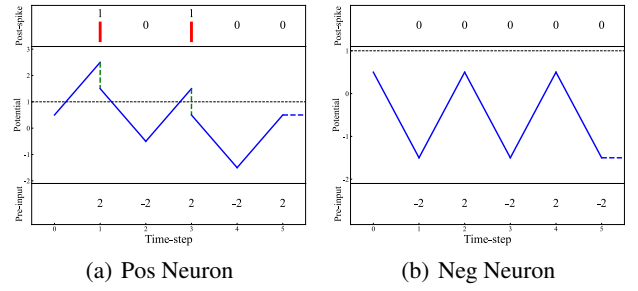 Post-spike
1 0 1 0 0
Potential
3
2
1
0
-1
-2
Pre-input
2 -2 2 -2 2
0 1 2 3 4 5
Time-step
(a) Pos Neuron
Post-spike
0 0 0 0 0
Potential
1
0
-1
-2
Pre-input
-2 2 -2 2 -2
0 1 2 3 4 5
Time-step
(b) Neg Neuron